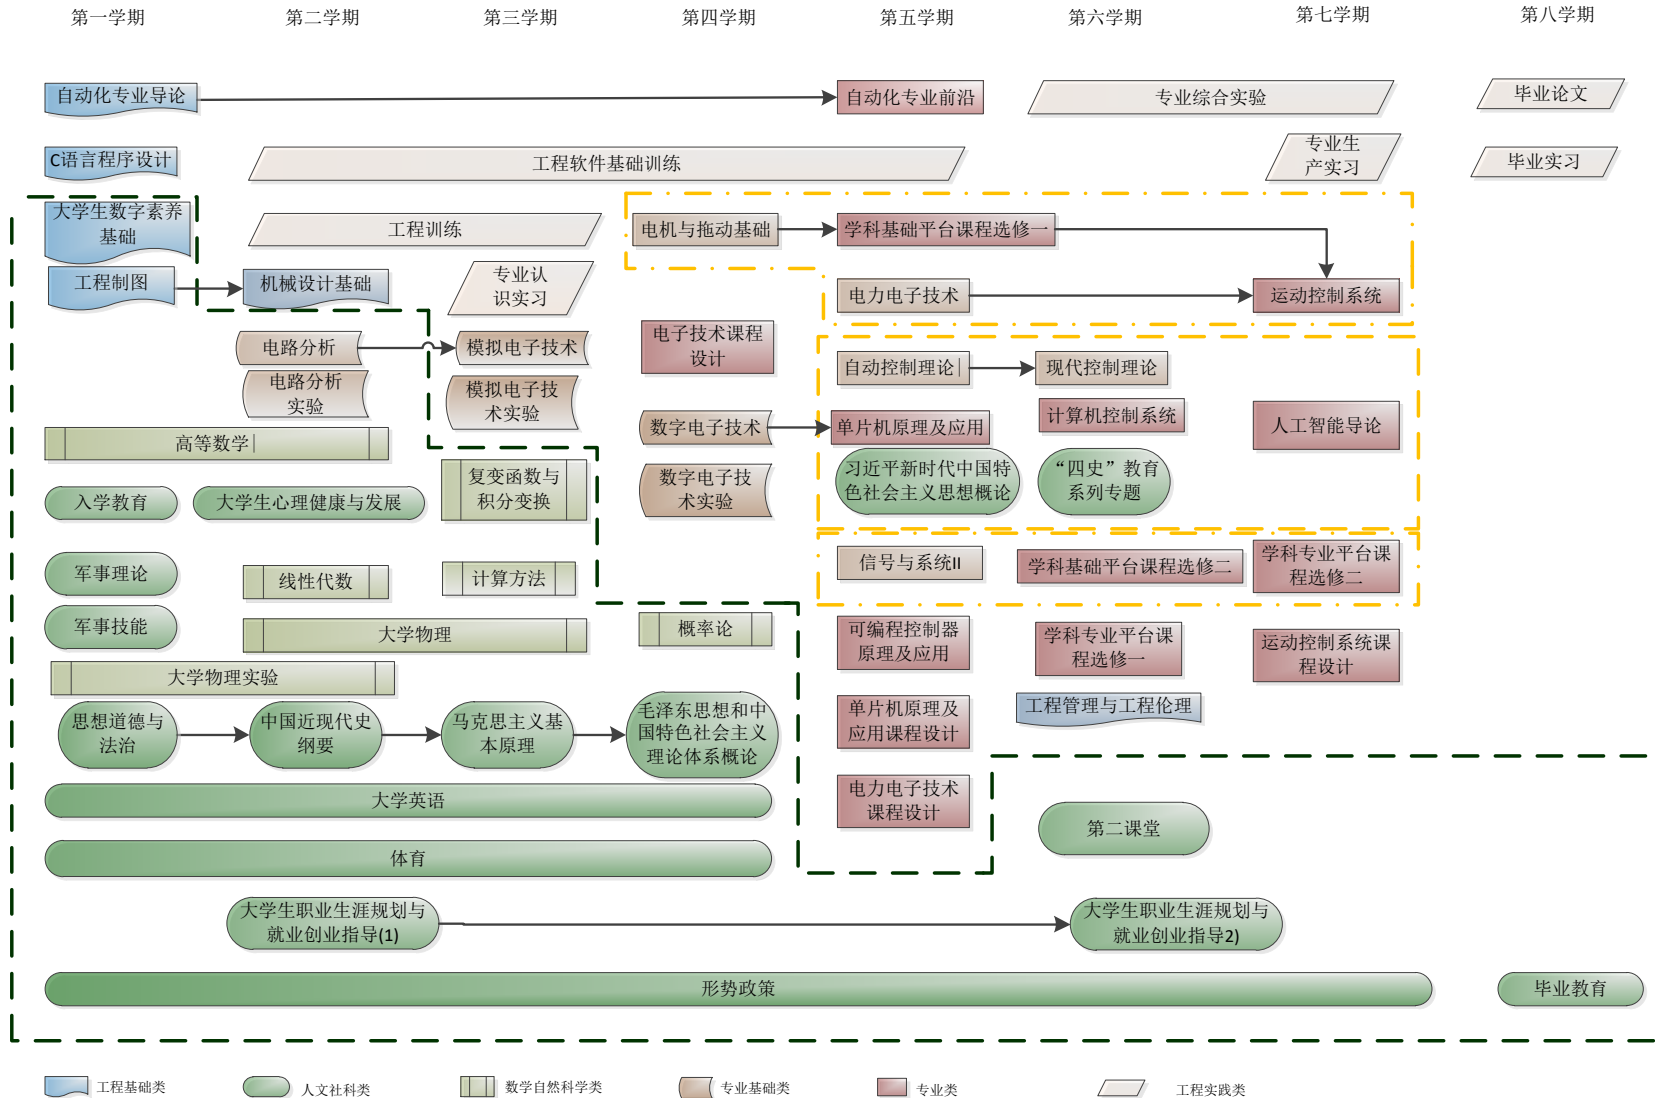 第一学期
第二学期
第三学期
第四学期
第五学期
第六学期
第七学期
第八学期
自动化专业导论
自动化专业前沿
专业综合实验
毕业论文
C语言程序设计
工程软件基础训练
专业生
产实习
毕业实习
大学生数字素养
基础
工程训练
电机与拖动基础
学科基础平台课程选修一
工程制图
机械设计基础
专业认
识实习
电力电子技术
运动控制系统
电路分析
模拟电子技术
电子技术课程
设计
自动控制理论|
现代控制理论
电路分析
实验
模拟电子技
术实验
数字电子技术
单片机原理及应用
计算机控制系统
人工智能导论
高等数学|
复变函数与
积分变换
数字电子技
术实验
习近平新时代中国特
色社会主义思想概论
“四史”教育
系列专题
入学教育
大学生心理健康与发展
信号与系统II
学科基础平台课程选修二
学科专业平台课
程选修二
军事理论
线性代数
计算方法
军事技能
大学物理
概率论
可编程控制器
原理及应用
学科专业平台课
程选修一
运动控制系统课
程设计
大学物理实验
思想道德与
法治
中国近现代史
纲要
马克思主义基
本原理
毛泽东思想和中
国特色社会主义
理论体系概论
单片机原理及
应用课程设计
工程管理与工程伦理
大学英语
电力电子技术
课程设计
第二课堂
体育
大学生职业生涯规划与
就业创业指导(1)
大学生职业生涯规划与
就业创业指导2)
形势政策
毕业教育
工程基础类
人文社科类
数学自然科学类
专业基础类
专业类
工程实践类